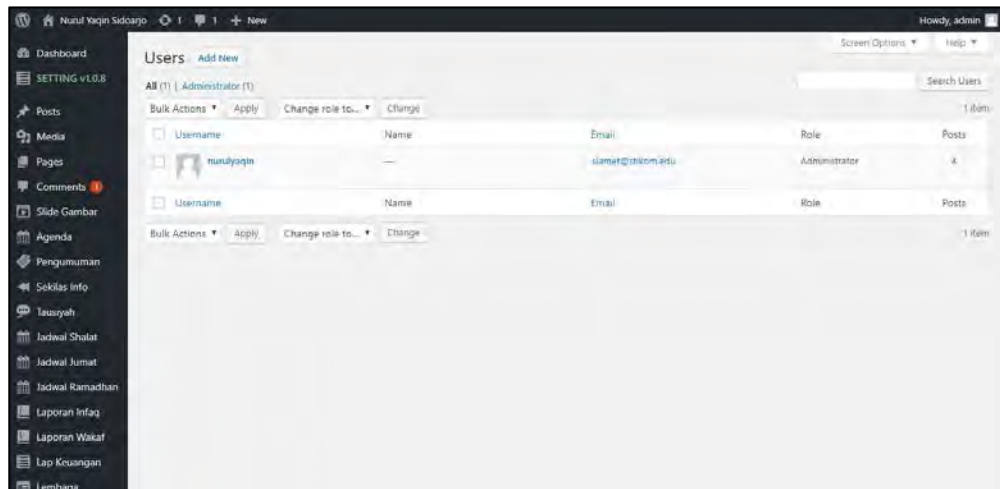 Nurul Yaqin Sidoarjo 1 1 + New Howdy, admin
Screen Options Help
Dashboard
SETTING v1.0.8
Posts
Media
Pages
Comments 1
Slide Gambar
Agenda
Pengumuman
Sekilas Info
Tausiyah
Jadwal Shalat
Jadwal Jumat
Jadwal Ramadhan
Laporan Infaq
Laporan Wakaf
Lap Keuangan
Lembaga
Users Add New
All (1) | Administrator (1)
Search Users
Bulk Actions Apply Change role to... Change 1 item
Username Name Email Role Posts
nurulyaqin — slamet@stikom.edu Administrator 4
Username Name Email Role Posts
Bulk Actions Apply Change role to... Change 1 item